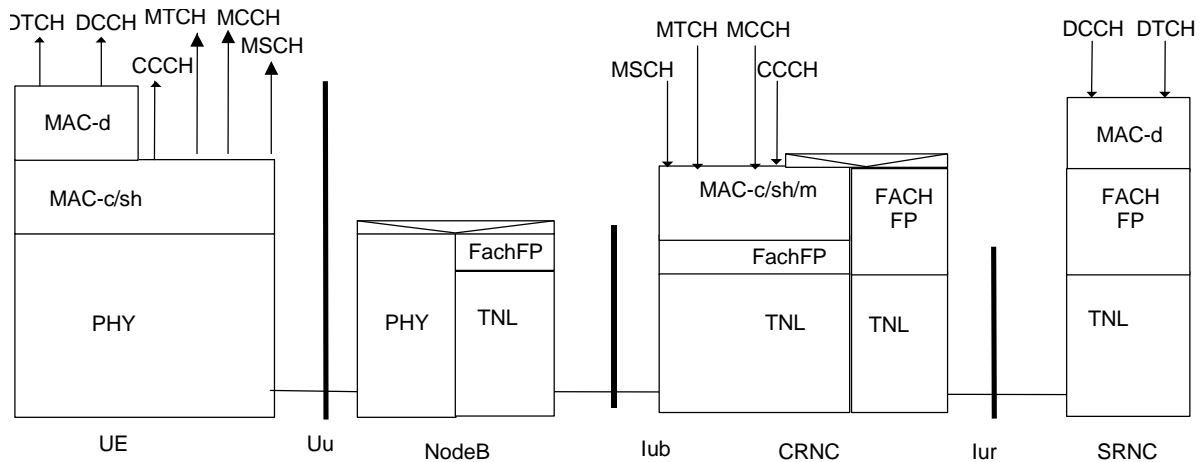 DTCH DCCH MTCH MCCH
MSCH
CCCH
MTCH MCCH
MSCH CCCH
DCCH DTCH
MAC-d
MAC-c/sh
PHY
FachFP
PHY
TNL
MAC-c/sh/m
FachFP
TNL
FACH
FP
TNL
MAC-d
FACH
FP
TNL
UE Uu NodeB Iub CRNC Iur SRNC